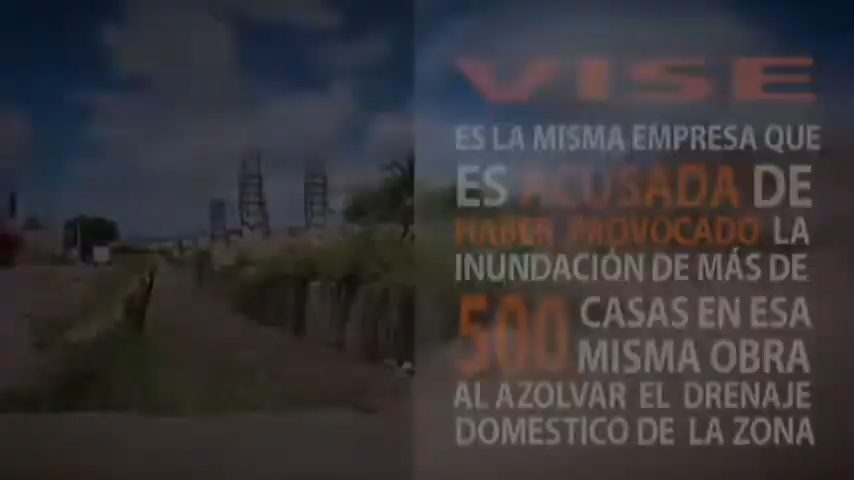 VISE
ES LA MISMA EMPRESA QUE
ES ACUSADA DE
HABER PROVOCADO LA
INUNDACIÓN DE MÁS DE
500 CASAS EN ESA
MISMA OBRA
AL AZOLVAR EL DRENAJE
DOMESTICO DE LA ZONA